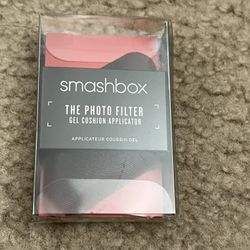 smashbox
THE PHOTO FILTER
GEL CUSHION APPLICATOR
APPLICATEUR COUSSIN GEL